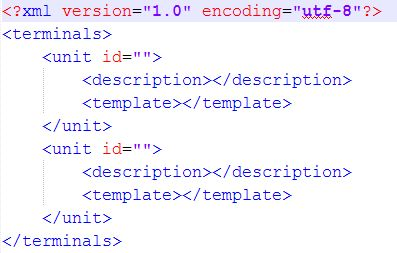 <?xml version="1.0" encoding="utf-8"?>
<terminals>
    <unit id="">
        <description></description>
        <template></template>
    </unit>
    <unit id="">
        <description></description>
        <template></template>
    </unit>
</terminals>